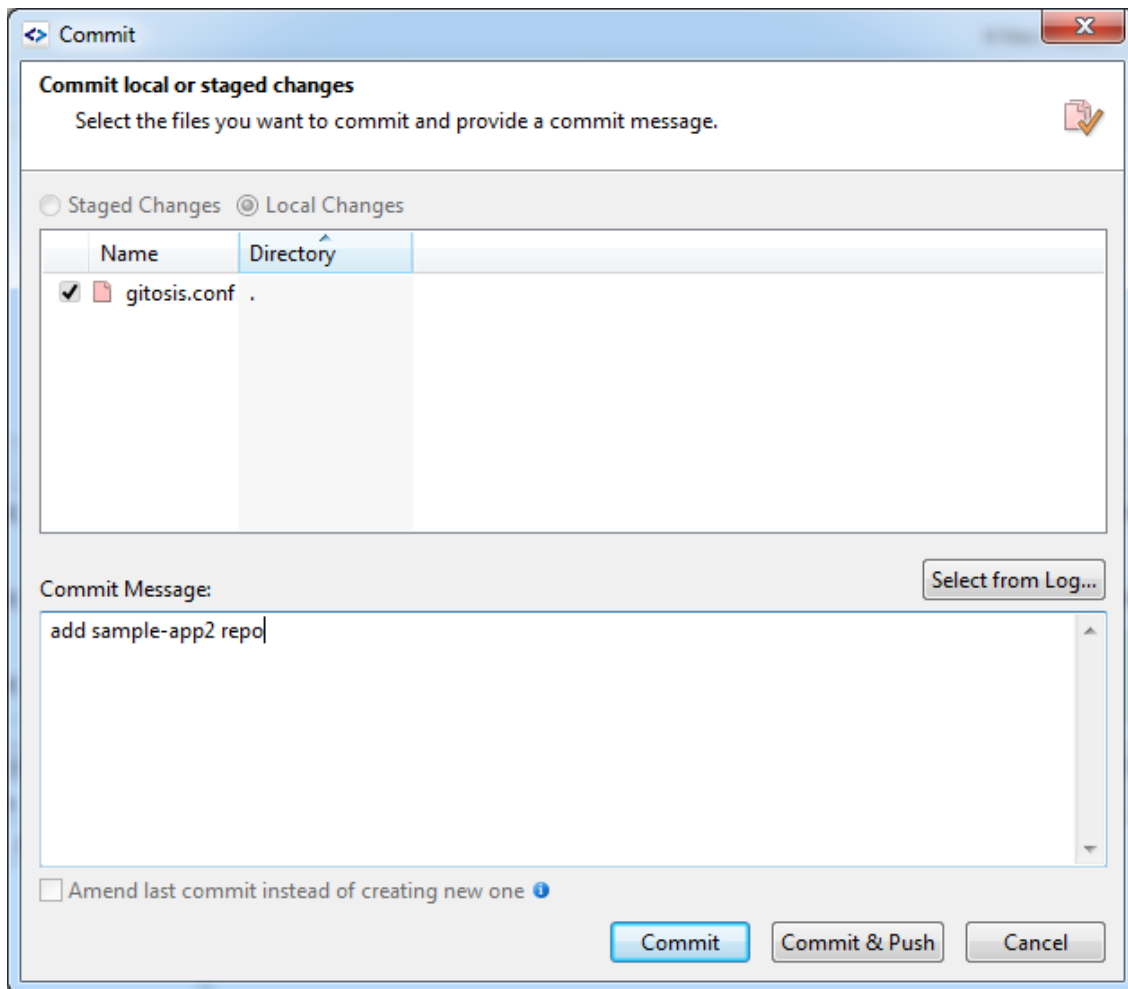 Commit
Commit local or staged changes
Select the files you want to commit and provide a commit message.
Staged Changes Local Changes
Name Directory
gitosis.conf .
Commit Message: Select from Log...
add sample-app2 repo
Amend last commit instead of creating new one
Commit Commit & Push Cancel